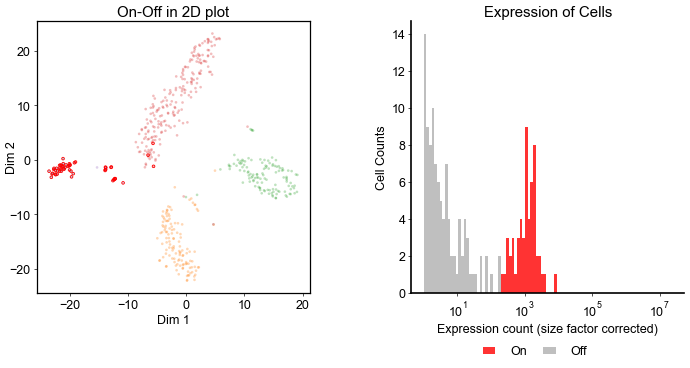 On-Off in 2D plot
Dim 2
20
10
0
−10
−20
−20 −10 0 10 20
Dim 1
Expression of Cells
Cell Counts
14
12
10
8
6
4
2
0
10^1 10^3 10^5 10^7
Expression count (size factor corrected)
On Off